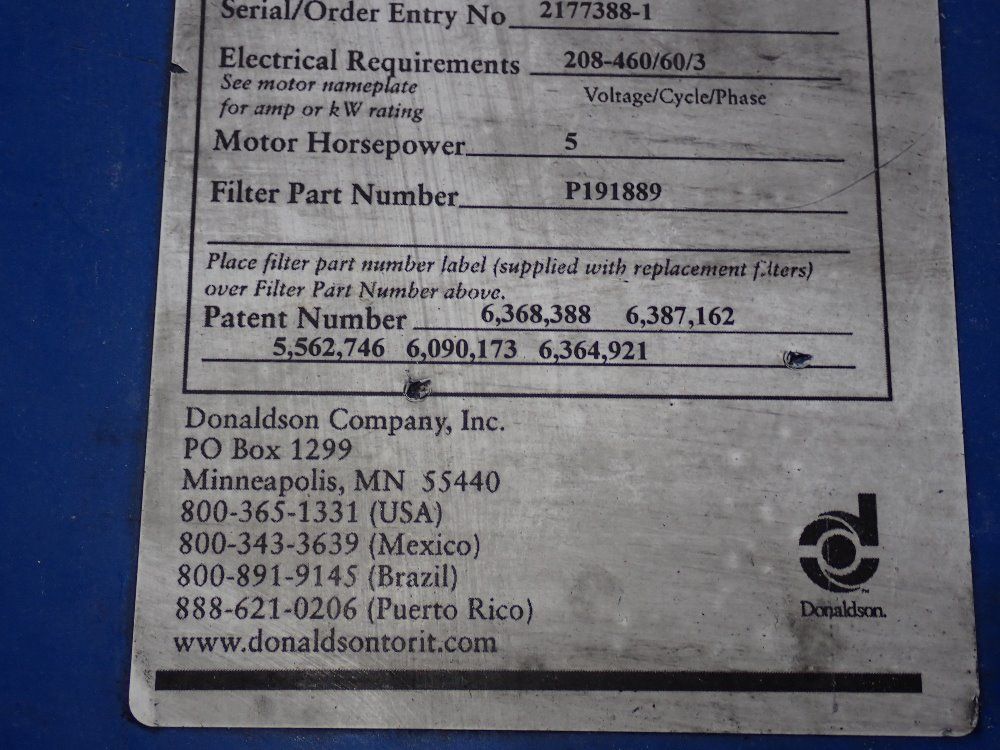 Serial/Order Entry No 2177388-1
Electrical Requirements 208-460/60/3
See motor nameplate Voltage/Cycle/Phase
for amp or kW rating
Motor Horsepower 5
Filter Part Number P191889
Place filter part number label (supplied with replacement filters)
over Filter Part Number above.
Patent Number 6,368,388 6,387,162
5,562,746 6,090,173 6,364,921
Donaldson Company, Inc.
PO Box 1299
Minneapolis, MN 55440
800-365-1331 (USA)
800-343-3639 (Mexico)
800-891-9145 (Brazil)
888-621-0206 (Puerto Rico)
www.donaldsontorit.com
d
™
Donaldson.